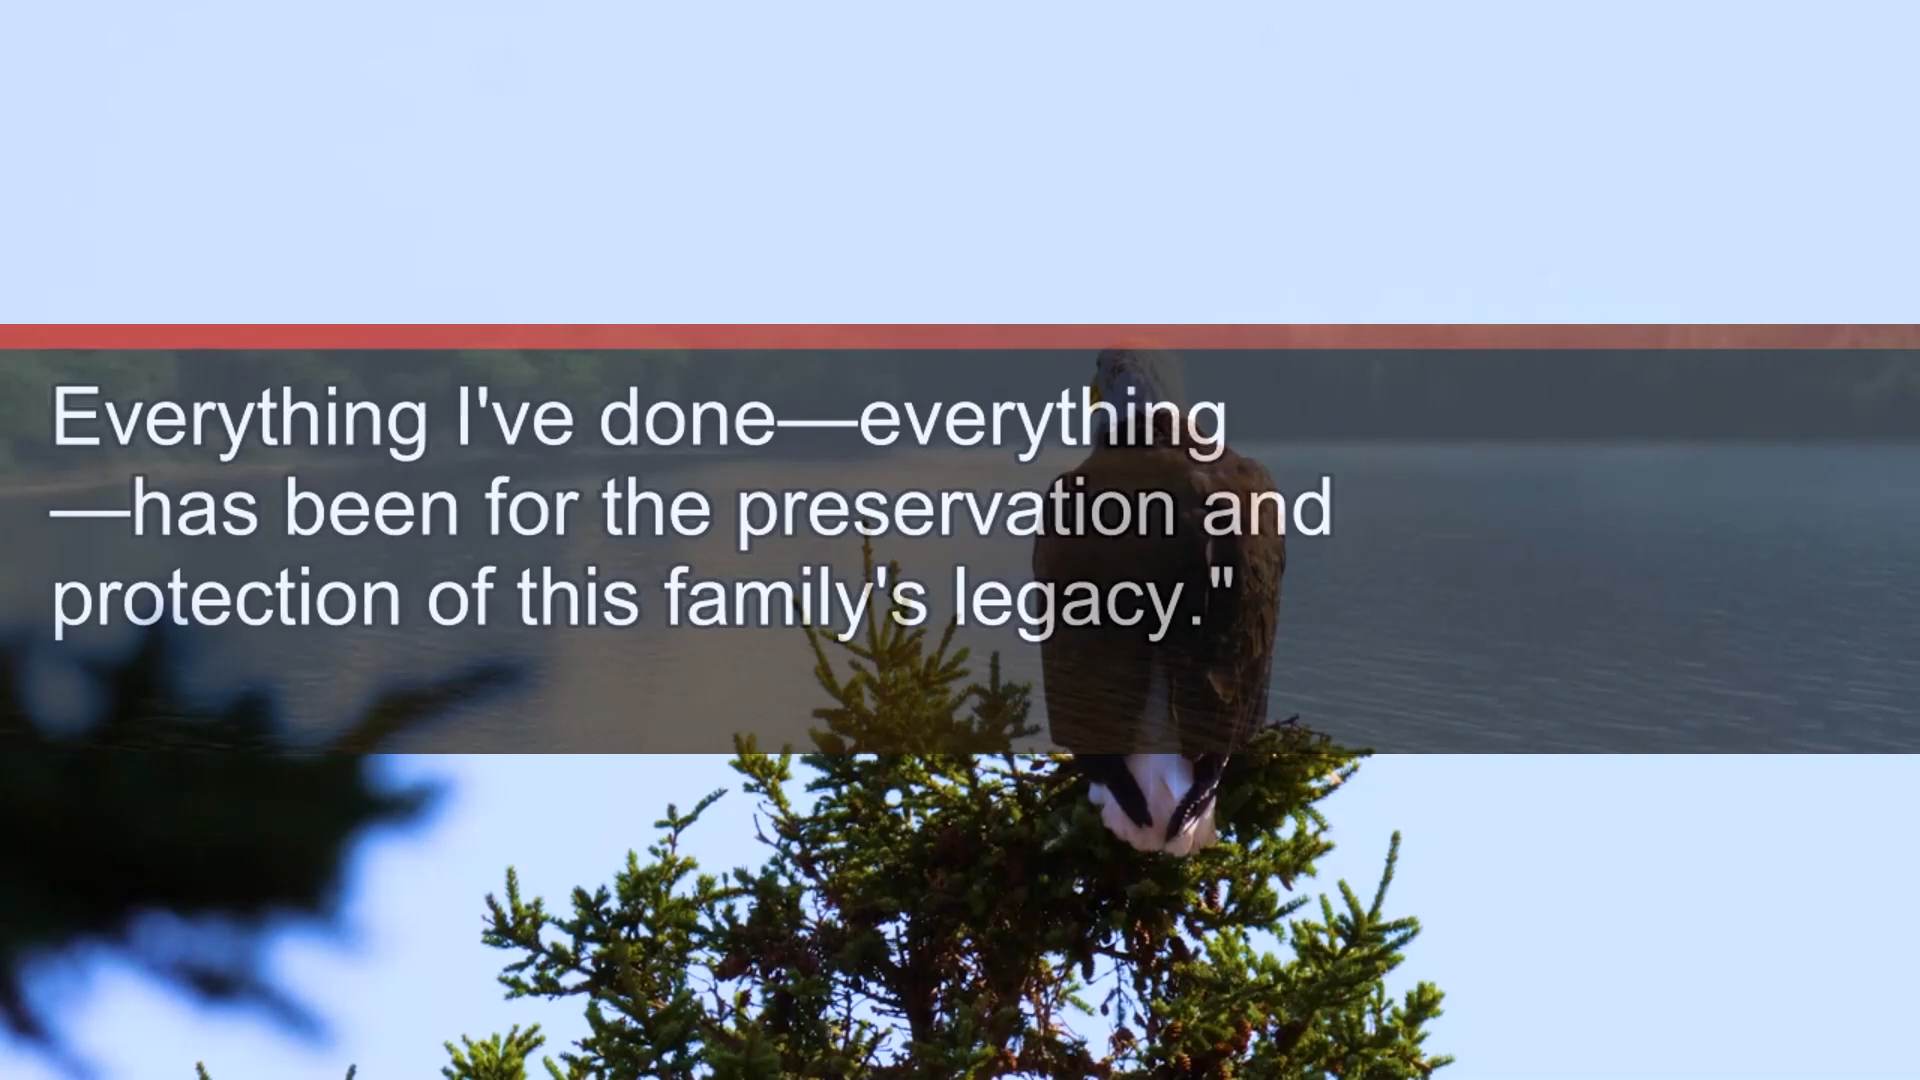 Everything I've done—everything
—has been for the preservation and
protection of this family's legacy."